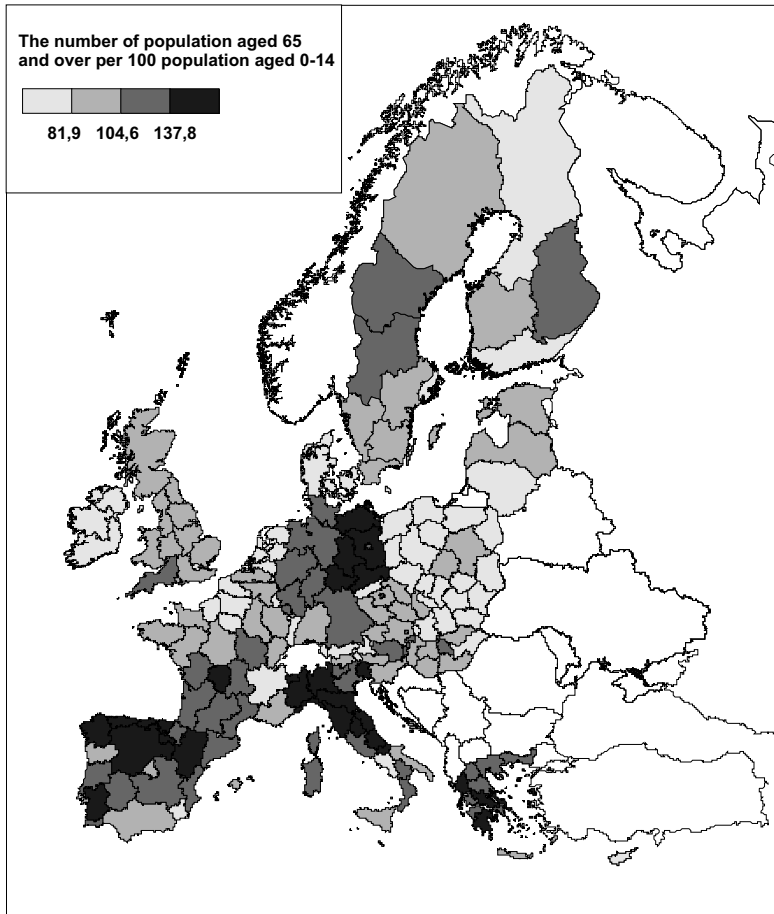 The number of population aged 65
and over per 100 population aged 0-14
81,9 104,6 137,8